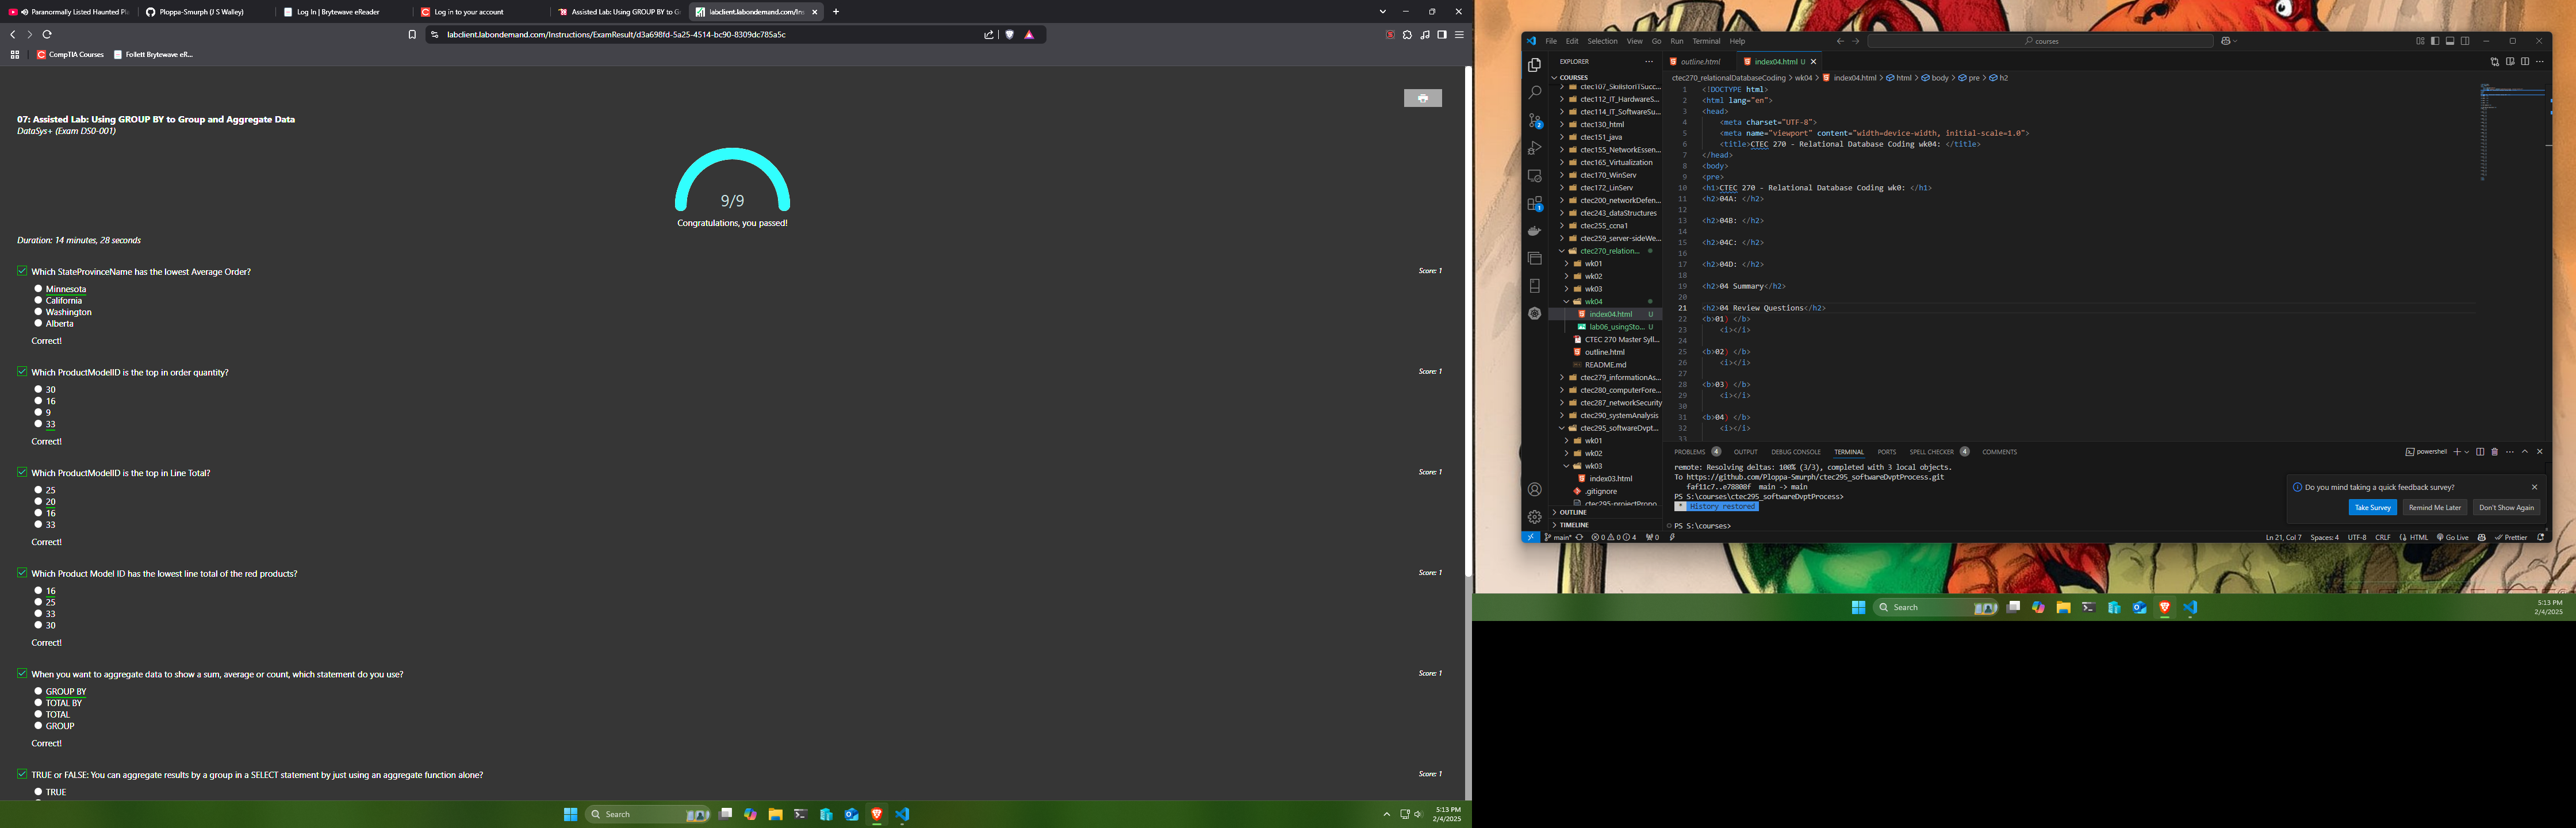 Paranormally Listed Haunted Pla
Ploppa-Smurph (J S Walley)
Log In | Brytewave eReader
Log in to your account
Assisted Lab: Using GROUP BY to Gr
labclient.labondemand.com/Ins
labclient.labondemand.com/Instructions/ExamResult/d3a698fd-5a25-4514-bc90-8309dc785a5c
CompTIA Courses
Follett Brytewave eR...
07: Assisted Lab: Using GROUP BY to Group and Aggregate Data
DataSys+ (Exam DS0-001)
9/9
Congratulations, you passed!
Duration: 14 minutes, 28 seconds
Which StateProvinceName has the lowest Average Order?
Score: 1
Minnesota
California
Washington
Alberta
Correct!
Which ProductModelID is the top in order quantity?
Score: 1
30
16
9
33
Correct!
Which ProductModelID is the top in Line Total?
Score: 1
25
20
16
33
Correct!
Which Product Model ID has the lowest line total of the red products?
Score: 1
16
25
33
30
Correct!
When you want to aggregate data to show a sum, average or count, which statement do you use?
Score: 1
GROUP BY
TOTAL BY
TOTAL
GROUP
Correct!
TRUE or FALSE: You can aggregate results by a group in a SELECT statement by just using an aggregate function alone?
Score: 1
TRUE
Search
5:13 PM
2/4/2025
File Edit Selection View Go Run Terminal Help
courses
EXPLORER
COURSES
ctec107_SkillsforITSucc...
ctec112_IT_HardwareS...
ctec114_IT_SoftwareSu...
ctec130_html
ctec151_java
ctec155_NetworkEssen...
ctec165_Virtualization
ctec170_WinServ
ctec172_LinServ
ctec200_networkDefen...
ctec243_dataStructures
ctec255_ccna1
ctec259_server-sideWe...
ctec270_relation...
wk01
wk02
wk03
wk04
index04.html U
lab06_usingSto... U
CTEC 270 Master Syll...
outline.html
README.md
ctec279_informationAs...
ctec280_computerFore...
ctec287_networkSecurity
ctec290_systemAnalysis
ctec295_softwareDvpt...
wk01
wk02
wk03
index03.html
.gitignore
ctec295-projectPropo...
OUTLINE
TIMELINE
outline.html
index04.html U
ctec270_relationalDatabaseCoding > wk04 > index04.html > html > body > pre > h2
1 <!DOCTYPE html>
2 <html lang="en">
3 <head>
4 <meta charset="UTF-8">
5 <meta name="viewport" content="width=device-width, initial-scale=1.0">
6 <title>CTEC 270 - Relational Database Coding wk04: </title>
7 </head>
8 <body>
9 <pre>
10 <h1>CTEC 270 - Relational Database Coding wk0: </h1>
11 <h2>04A: </h2>
12
13 <h2>04B: </h2>
14
15 <h2>04C: </h2>
16
17 <h2>04D: </h2>
18
19 <h2>04 Summary</h2>
20
21 <h2>04 Review Questions</h2>
22 <b>01) </b>
23 <i></i>
24
25 <b>02) </b>
26 <i></i>
27
28 <b>03) </b>
29 <i></i>
30
31 <b>04) </b>
32 <i></i>
33
PROBLEMS 4 OUTPUT DEBUG CONSOLE TERMINAL PORTS SPELL CHECKER 4 COMMENTS
powershell
remote: Resolving deltas: 100% (3/3), completed with 3 local objects.
To https://github.com/Ploppa-Smurph/ctec295_softwareDvptProcess.git
faf11c7..e78808f main -> main
PS S:\courses\ctec295_softwareDvptProcess>
* History restored
PS S:\courses>
Do you mind taking a quick feedback survey?
Take Survey
Remind Me Later
Don't Show Again
main* 0 0 4 0
Ln 21, Col 7 Spaces: 4 UTF-8 CRLF HTML Go Live Prettier
Search
5:13 PM
2/4/2025